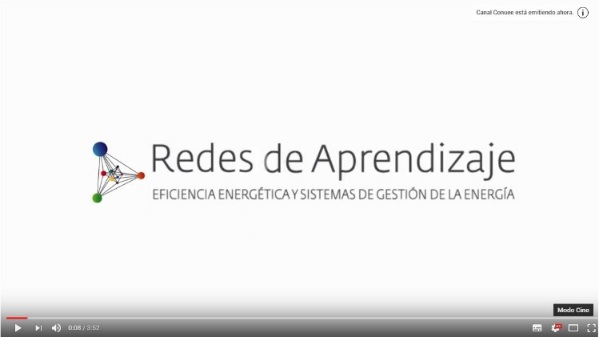 Canal Conuee está emitiendo ahora.
Redes de Aprendizaje
EFICIENCIA ENERGÉTICA Y SISTEMAS DE GESTIÓN DE LA ENERGÍA
Modo Cine
0:08 / 3:52